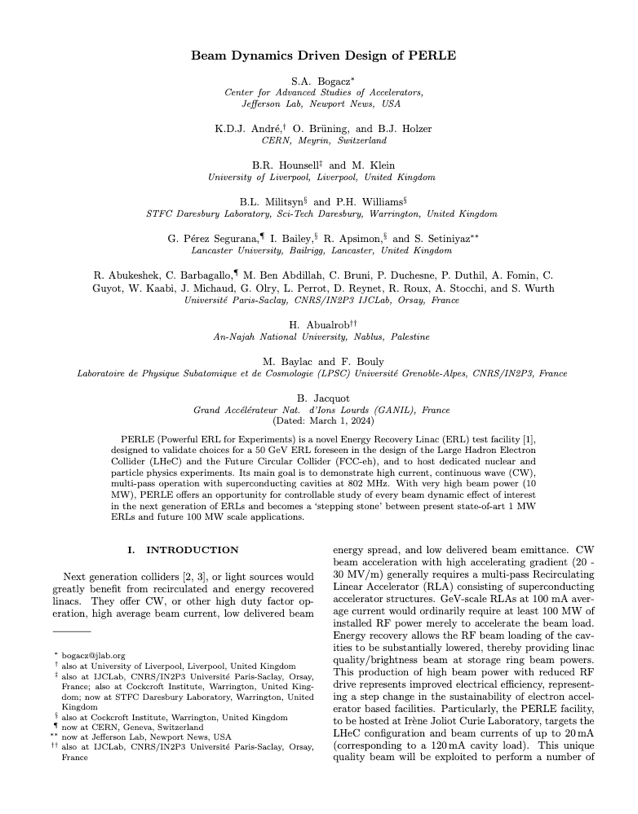 Beam Dynamics Driven Design of PERLE
S.A. Bogacz*
Center for Advanced Studies of Accelerators,
Jefferson Lab, Newport News, USA
K.D.J. André,† O. Brüning, and B.J. Holzer
CERN, Meyrin, Switzerland
B.R. Hounsell‡ and M. Klein
University of Liverpool, Liverpool, United Kingdom
B.L. Militsyn§ and P.H. Williams§
STFC Daresbury Laboratory, Sci-Tech Daresbury, Warrington, United Kingdom
G. Pérez Segurana,¶ I. Bailey,§ R. Apsimon,§ and S. Setiniyaz**
Lancaster University, Bailrigg, Lancaster, United Kingdom
R. Abukeshek, C. Barbagallo,¶ M. Ben Abdillah, C. Bruni, P. Duchesne, P. Duthil, A. Fomin, C.
Guyot, W. Kaabi, J. Michaud, G. Olry, L. Perrot, D. Reynet, R. Roux, A. Stocchi, and S. Wurth
Université Paris-Saclay, CNRS/IN2P3 IJCLab, Orsay, France
H. Abualrob††
An-Najah National University, Nablus, Palestine
M. Baylac and F. Bouly
Laboratoire de Physique Subatomique et de Cosmologie (LPSC) Université Grenoble-Alpes, CNRS/IN2P3, France
B. Jacquot
Grand Accélérateur Nat. d'Ions Lourds (GANIL), France
(Dated: March 1, 2024)
PERLE (Powerful ERL for Experiments) is a novel Energy Recovery Linac (ERL) test facility [1],
designed to validate choices for a 50 GeV ERL foreseen in the design of the Large Hadron Electron
Collider (LHeC) and the Future Circular Collider (FCC-eh), and to host dedicated nuclear and
particle physics experiments. Its main goal is to demonstrate high current, continuous wave (CW),
multi-pass operation with superconducting cavities at 802 MHz. With very high beam power (10
MW), PERLE offers an opportunity for controllable study of every beam dynamic effect of interest
in the next generation of ERLs and becomes a 'stepping stone' between present state-of-art 1 MW
ERLs and future 100 MW scale applications.
I. INTRODUCTION
Next generation colliders [2, 3], or light sources would
greatly benefit from recirculated and energy recovered
linacs. They offer CW, or other high duty factor op-
eration, high average beam current, low delivered beam
* bogacz@jlab.org
† also at University of Liverpool, Liverpool, United Kingdom
‡ also at IJCLab, CNRS/IN2P3 Université Paris-Saclay, Orsay,
France; also at Cockcroft Institute, Warrington, United King-
dom; now at STFC Daresbury Laboratory, Warrington, United
Kingdom
§ also at Cockcroft Institute, Warrington, United Kingdom
¶ now at CERN, Geneva, Switzerland
** now at Jefferson Lab, Newport News, USA
†† also at IJCLab, CNRS/IN2P3 Université Paris-Saclay, Orsay,
France
energy spread, and low delivered beam emittance. CW
beam acceleration with high accelerating gradient (20 -
30 MV/m) generally requires a multi-pass Recirculating
Linear Accelerator (RLA) consisting of superconducting
accelerator structures. GeV-scale RLAs at 100 mA aver-
age current would ordinarily require at least 100 MW of
installed RF power merely to accelerate the beam load.
Energy recovery allows the RF beam loading of the cav-
ities to be substantially lowered, thereby providing linac
quality/brightness beam at storage ring beam powers.
This production of high beam power with reduced RF
drive represents improved electrical efficiency, represent-
ing a step change in the sustainability of electron accel-
erator based facilities. Particularly, the PERLE facility,
to be hosted at Irène Joliot Curie Laboratory, targets the
LHeC configuration and beam currents of up to 20 mA
(corresponding to a 120 mA cavity load). This unique
quality beam will be exploited to perform a number of